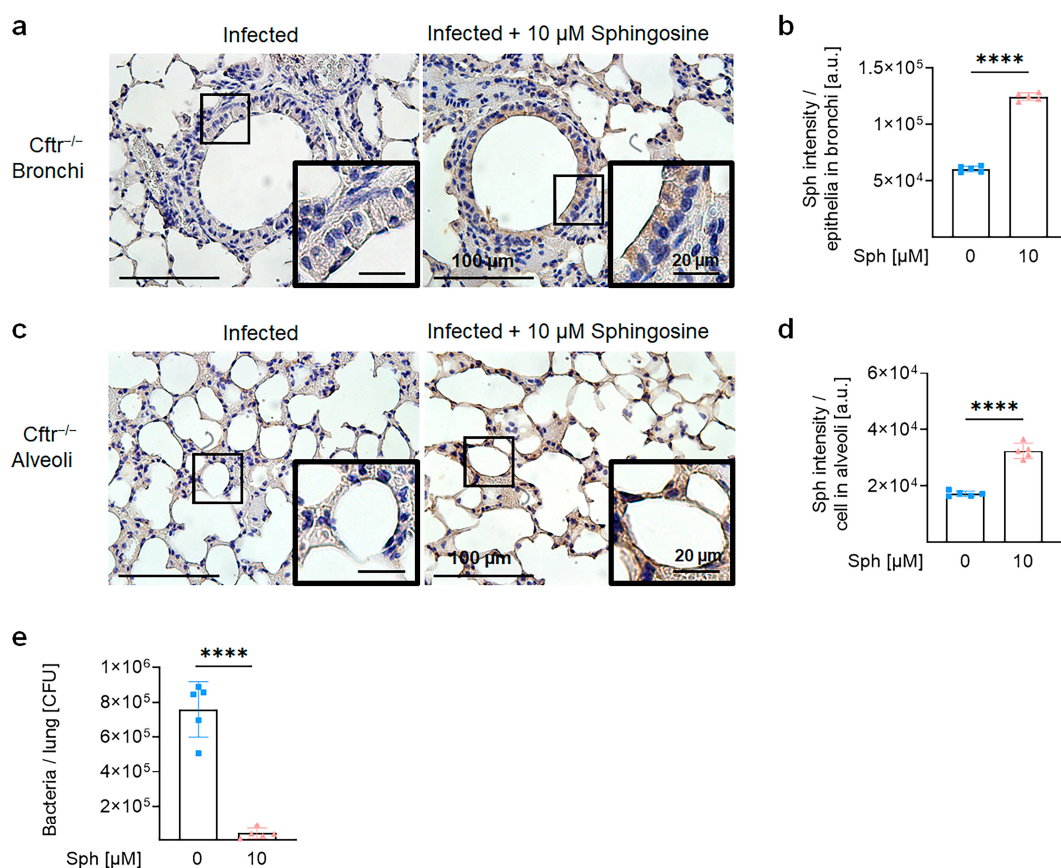 a
Infected
Infected + 10 µM Sphingosine
Cftr–/–
Bronchi
100 µm
20 µm
b
****
Sph intensity /
epithelia in bronchi [a.u.]
1.5×10⁵
1×10⁵
5×10⁴
Sph [µM]
0
10
c
Infected
Infected + 10 µM Sphingosine
Cftr–/–
Alveoli
100 µm
20 µm
d
****
Sph intensity /
cell in alveoli [a.u.]
6×10⁴
4×10⁴
2×10⁴
Sph [µM]
0
10
e
****
Bacteria / lung [CFU]
1×10⁶
8×10⁵
6×10⁵
4×10⁵
2×10⁵
Sph [µM]
0
10